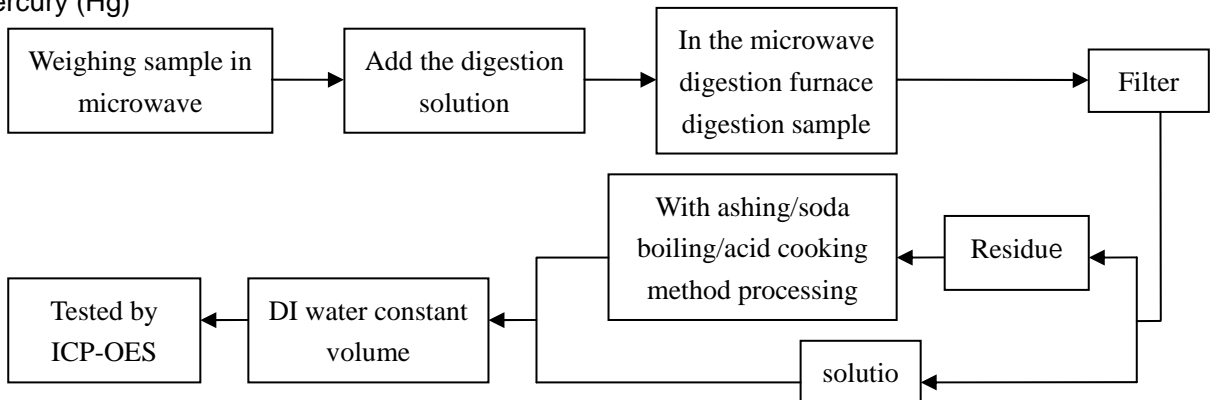 ercury (Hg)
Weighing sample in
microwave
Add the digestion
solution
In the microwave
digestion furnace
digestion sample
Filter
With ashing/soda
boiling/acid cooking
method processing
Residue
Tested by
ICP-OES
DI water constant
volume
solutio